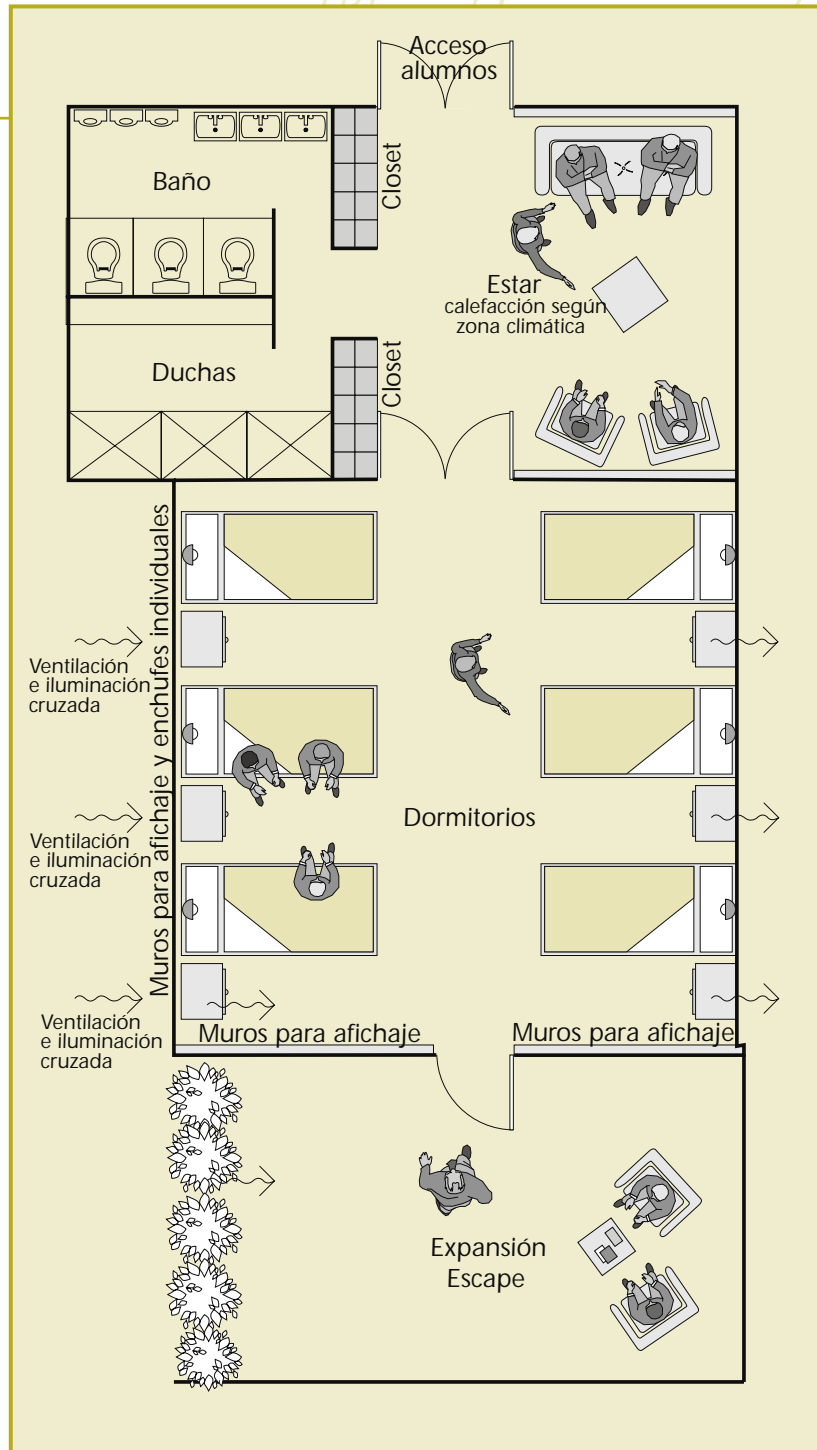 Acceso
alumnos
Baño
Closet
Estar
calefacción según
zona climática
Duchas
Closet
Muros para afichaje y enchufes individuales
Ventilación
e iluminación
cruzada
Dormitorios
Ventilación
e iluminación
cruzada
Ventilación
e iluminación
cruzada
Muros para afichaje
Muros para afichaje
Expansión
Escape